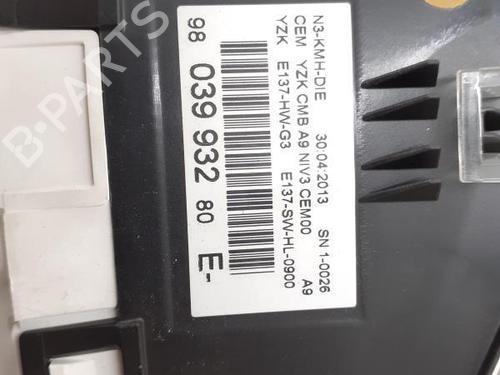 N3-KMH-DIE 30:04:2013 SN 1-0026
CEM YZK CMB A9 NIV3 CEM00 A9
YZK E137-HW-G3 E137-SW-HL-0900
98 039 932 80 E-
B-PARTS